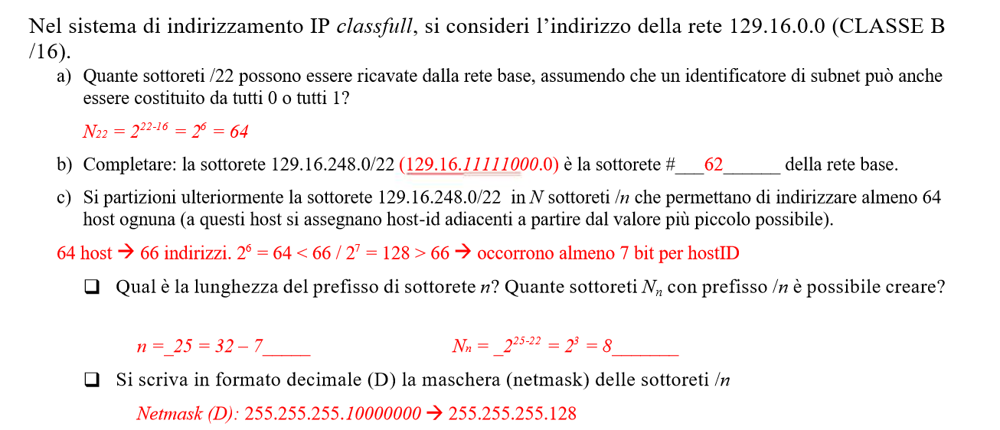 Nel sistema di indirizzamento IP classfull, si consideri l’indirizzo della rete 129.16.0.0 (CLASSE B
/16).
a) Quante sottoreti /22 possono essere ricavate dalla rete base, assumendo che un identificatore di subnet può anche
essere costituito da tutti 0 o tutti 1?
N22 = 2^22-16 = 2^6 = 64
b) Completare: la sottorete 129.16.248.0/22 (129.16.11111000.0) è la sottorete #___62______ della rete base.
c) Si partizioni ulteriormente la sottorete 129.16.248.0/22 in N sottoreti /n che permettano di indirizzare almeno 64
host ognuna (a questi host si assegnano host-id adiacenti a partire dal valore più piccolo possibile).
64 host → 66 indirizzi. 2^6 = 64 < 66 / 2^7 = 128 > 66 → occorrono almeno 7 bit per hostID
❑ Qual è la lunghezza del prefisso di sottorete n? Quante sottoreti Nn con prefisso /n è possibile creare?
n =_25 = 32 – 7_____ Nn = _2^25-22 = 2^3 = 8_______
❑ Si scriva in formato decimale (D) la maschera (netmask) delle sottoreti /n
Netmask (D): 255.255.255.10000000 → 255.255.255.128